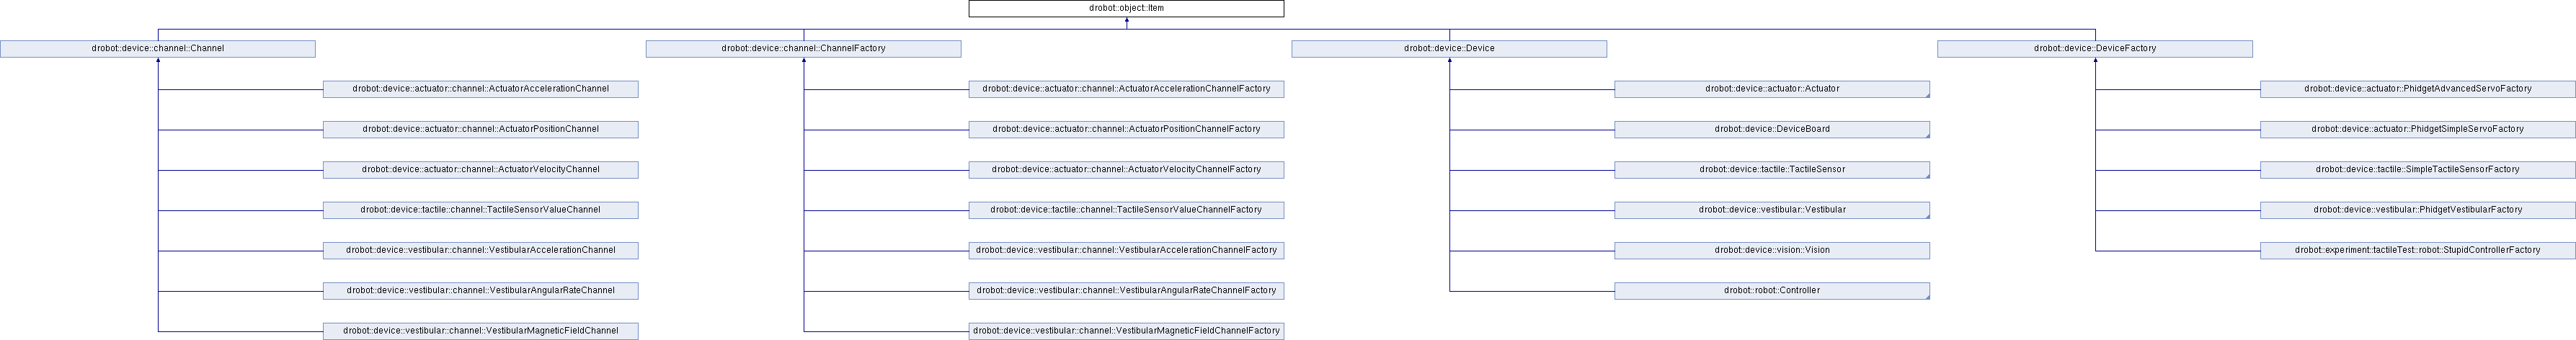 drobot::object::Item
drobot::device::channel::Channel
drobot::device::channel::ChannelFactory
drobot::device::Device
drobot::device::DeviceFactory
drobot::device::actuator::channel::ActuatorAccelerationChannel
drobot::device::actuator::channel::ActuatorAccelerationChannelFactory
drobot::device::actuator::Actuator
drobot::device::actuator::PhidgetAdvancedServoFactory
drobot::device::actuator::channel::ActuatorPositionChannel
drobot::device::actuator::channel::ActuatorPositionChannelFactory
drobot::device::DeviceBoard
drobot::device::actuator::PhidgetSimpleServoFactory
drobot::device::actuator::channel::ActuatorVelocityChannel
drobot::device::actuator::channel::ActuatorVelocityChannelFactory
drobot::device::tactile::TactileSensor
drobot::device::tactile::SimpleTactileSensorFactory
drobot::device::tactile::channel::TactileSensorValueChannel
drobot::device::tactile::channel::TactileSensorValueChannelFactory
drobot::device::vestibular::Vestibular
drobot::device::vestibular::PhidgetVestibularFactory
drobot::device::vestibular::channel::VestibularAccelerationChannel
drobot::device::vestibular::channel::VestibularAccelerationChannelFactory
drobot::device::vision::Vision
drobot::experiment::tactileTest::robot::StupidControllerFactory
drobot::device::vestibular::channel::VestibularAngularRateChannel
drobot::device::vestibular::channel::VestibularAngularRateChannelFactory
drobot::robot::Controller
drobot::device::vestibular::channel::VestibularMagneticFieldChannel
drobot::device::vestibular::channel::VestibularMagneticFieldChannelFactory